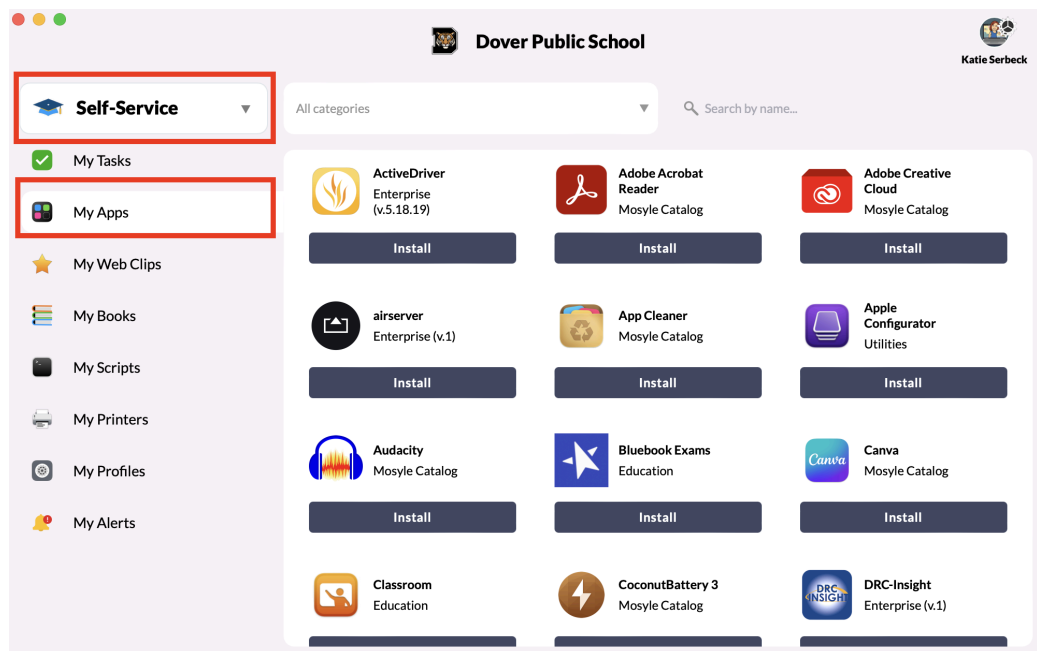 Dover Public School
Katie Serbeck
Self-Service
All categories
Search by name...
My Tasks
My Apps
My Web Clips
My Books
My Scripts
My Printers
My Profiles
My Alerts
ActiveDriver
Enterprise
(v.5.18.19)
Install
Adobe Acrobat
Reader
Mosyle Catalog
Install
Adobe Creative
Cloud
Mosyle Catalog
Install
airserver
Enterprise (v.1)
Install
App Cleaner
Mosyle Catalog
Install
Apple
Configurator
Utilities
Install
Audacity
Mosyle Catalog
Install
Bluebook Exams
Education
Install
Canva
Canva
Mosyle Catalog
Install
Classroom
Education
CoconutBattery 3
Mosyle Catalog
DRC
INSIGHT
DRC-Insight
Enterprise (v.1)